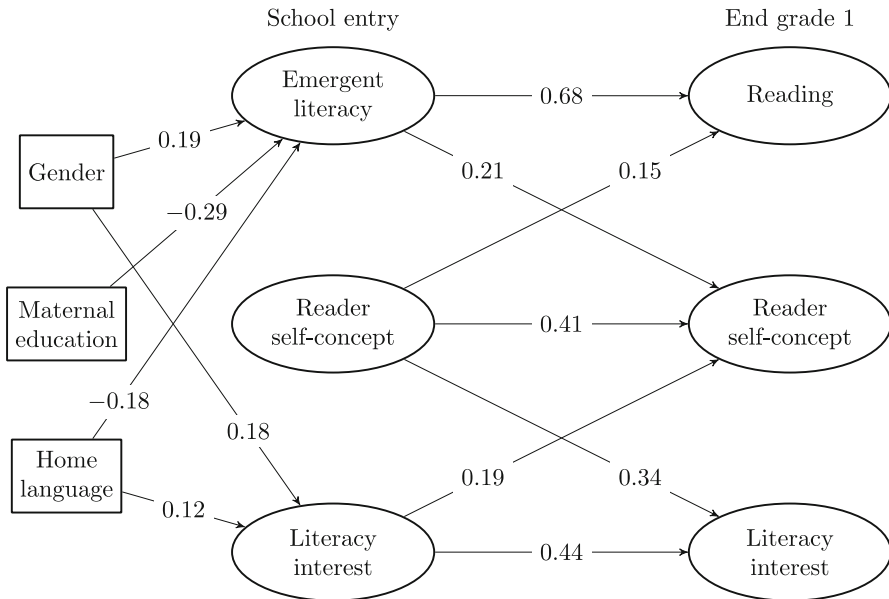 School entry
End grade 1
Emergent
literacy
0.68
Reading
0.19
Gender
0.21
0.15
−0.29
Maternal
education
Reader
self-concept
0.41
Reader
self-concept
−0.18
0.18
Home
language
0.19
0.34
0.12
Literacy
interest
0.44
Literacy
interest